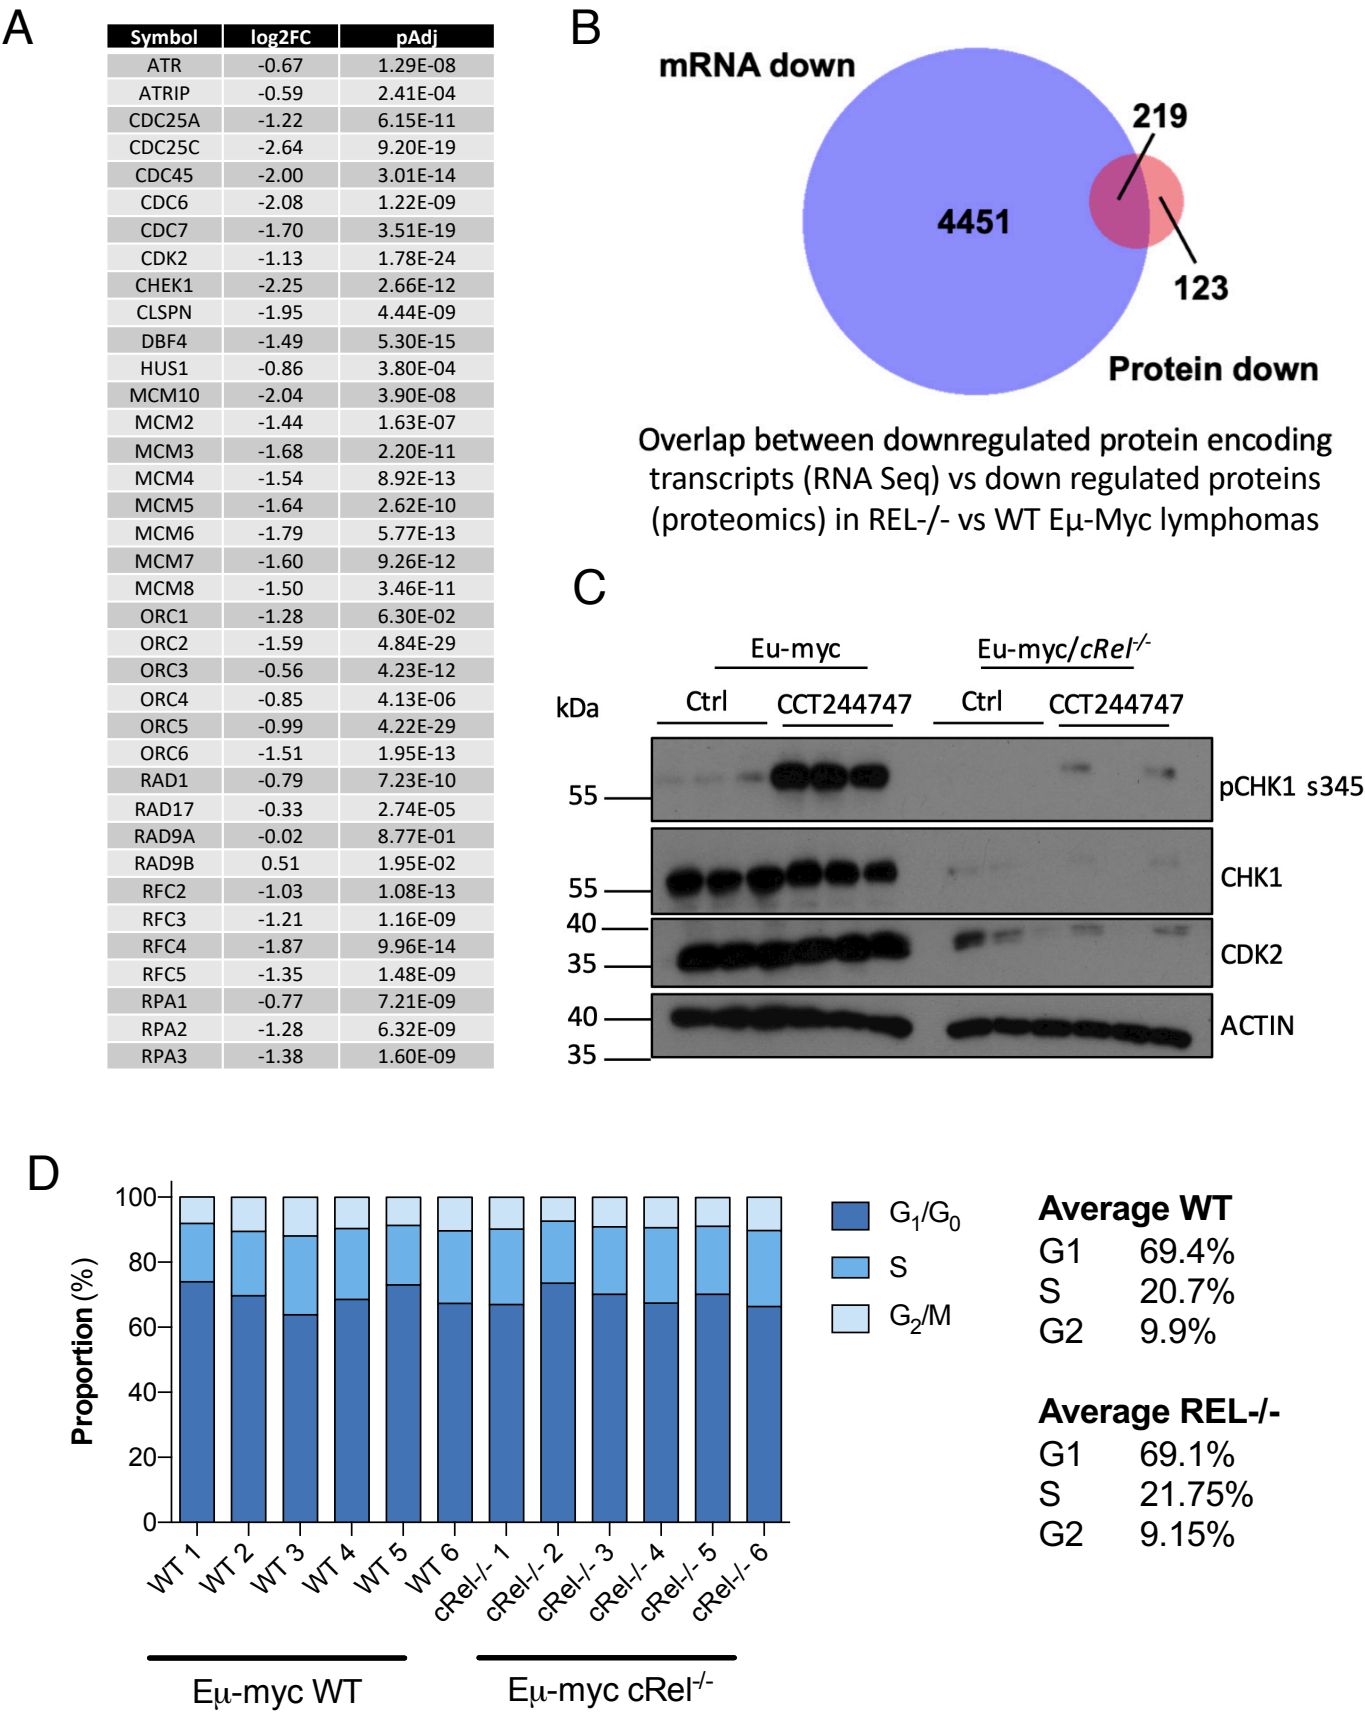 A
Symbol log2FC pAdj
ATR -0.67 1.29E-08
ATRIP -0.59 2.41E-04
CDC25A -1.22 6.15E-11
CDC25C -2.64 9.20E-19
CDC45 -2.00 3.01E-14
CDC6 -2.08 1.22E-09
CDC7 -1.70 3.51E-19
CDK2 -1.13 1.78E-24
CHEK1 -2.25 2.66E-12
CLSPN -1.95 4.44E-09
DBF4 -1.49 5.30E-15
HUS1 -0.86 3.80E-04
MCM10 -2.04 3.90E-08
MCM2 -1.44 1.63E-07
MCM3 -1.68 2.20E-11
MCM4 -1.54 8.92E-13
MCM5 -1.64 2.62E-10
MCM6 -1.79 5.77E-13
MCM7 -1.60 9.26E-12
MCM8 -1.50 3.46E-11
ORC1 -1.28 6.30E-02
ORC2 -1.59 4.84E-29
ORC3 -0.56 4.23E-12
ORC4 -0.85 4.13E-06
ORC5 -0.99 4.22E-29
ORC6 -1.51 1.95E-13
RAD1 -0.79 7.23E-10
RAD17 -0.33 2.74E-05
RAD9A -0.02 8.77E-01
RAD9B 0.51 1.95E-02
RFC2 -1.03 1.08E-13
RFC3 -1.21 1.16E-09
RFC4 -1.87 9.96E-14
RFC5 -1.35 1.48E-09
RPA1 -0.77 7.21E-09
RPA2 -1.28 6.32E-09
RPA3 -1.38 1.60E-09
B
mRNA down
219
4451
123
Protein down
Overlap between downregulated protein encoding
transcripts (RNA Seq) vs down regulated proteins
(proteomics) in REL-/- vs WT Eμ-Myc lymphomas
C
Eu-myc Eu-myc/cRel-/-
kDa Ctrl CCT244747 Ctrl CCT244747
55 pCHK1 s345
55 CHK1
40
35 CDK2
40 ACTIN
35
D
Proportion (%)
100
80
60
40
20
0
WT 1 WT 2 WT 3 WT 4 WT 5 WT 6 cRel-/- 1 cRel-/- 2 cRel-/- 3 cRel-/- 4 cRel-/- 5 cRel-/- 6
Eμ-myc WT Eμ-myc cRel-/-
G1/G0
S
G2/M
Average WT
G1 69.4%
S 20.7%
G2 9.9%
Average REL-/-
G1 69.1%
S 21.75%
G2 9.15%